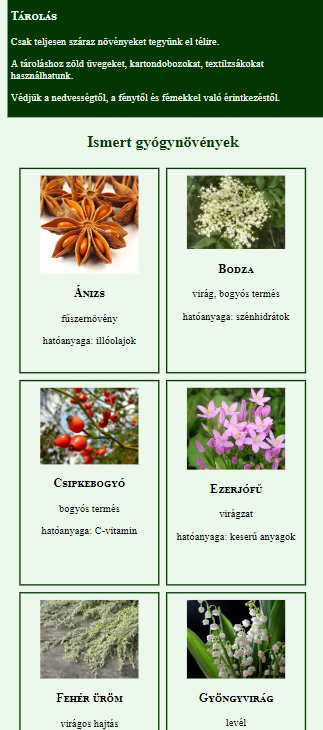 Tárolás
Csak teljesen száraz növényeket tegyünk el télire.
A tároláshoz zöld üvegeket, kartondobozokat, textilzsákokat
használhatunk.
Védjük a nedvességtől, a fénytől és fémekkel való érintkezéstől.
Ismert gyógynövények
Ánizs
fűszernövény
hatóanyaga: illóolajok
Bodza
virág, bogyós termés
hatóanyaga: szénhidrátok
Csipkebogyó
bogyós termés
hatóanyaga: C-vitamin
Ezerjófű
virágzat
hatóanyaga: keserű anyagok
Fehér üröm
virágos hajtás
Gyöngyvirág
levél